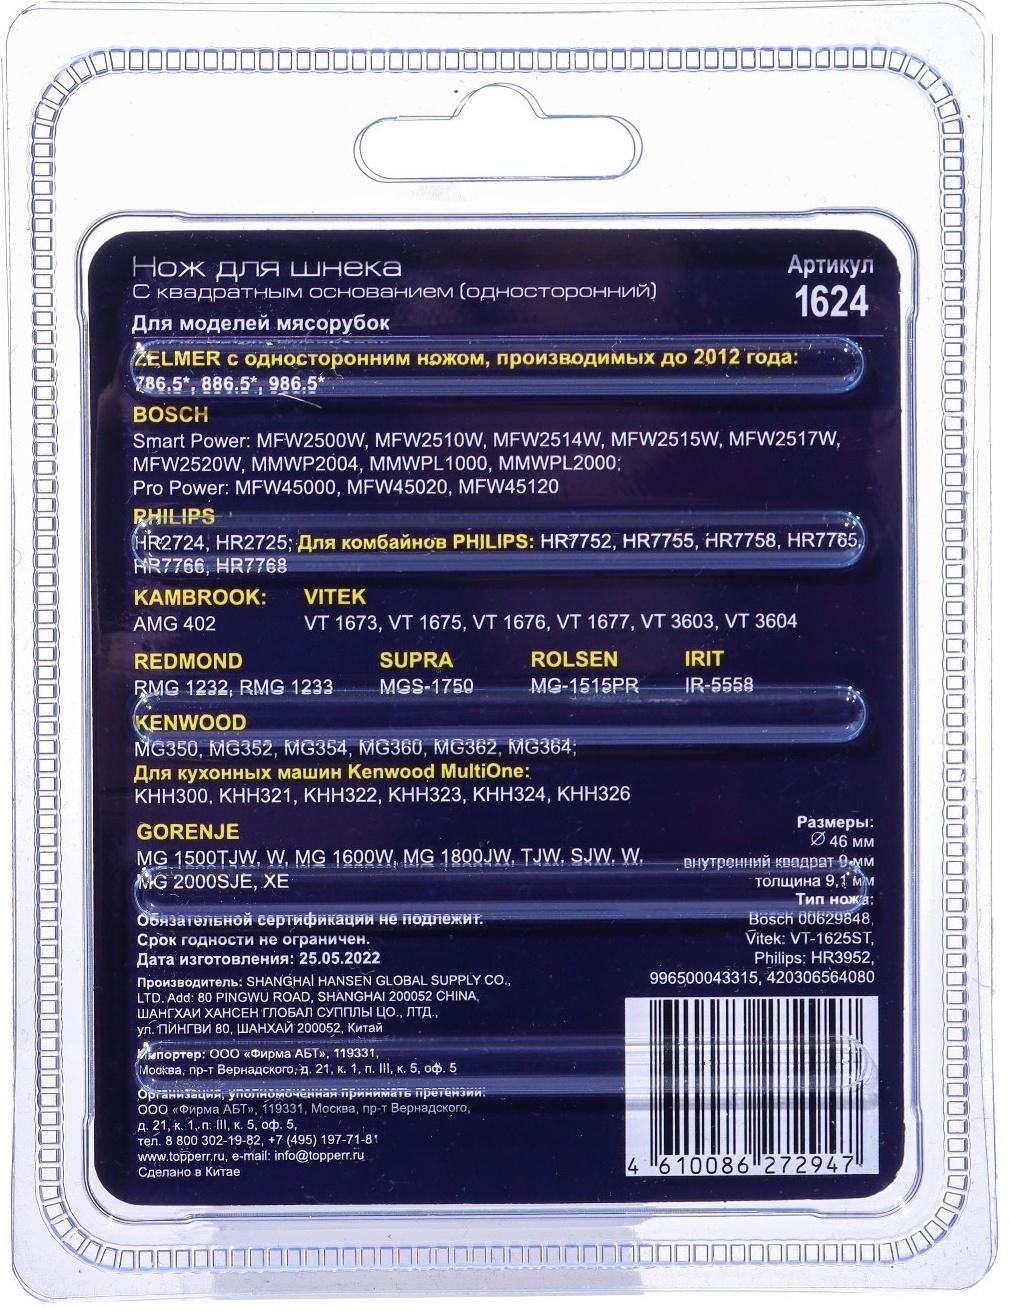 Нож для шнека
С квадратным основанием (односторонний)
Артикул
1624
Для моделей мясорубок
ZELMER с односторонним ножом, производимых до 2012 года:
786.5*, 886.5*, 986.5*
BOSCH
Smart Power: MFW2500W, MFW2510W, MFW2514W, MFW2515W, MFW2517W,
MFW2520W, MMWP2004, MMWPL1000, MMWPL2000;
Pro Power: MFW45000, MFW45020, MFW45120
PHILIPS
HR2724, HR2725; Для комбайнов PHILIPS: HR7752, HR7755, HR7758, HR7765,
HR7766, HR7768
KAMBROOK: VITEK
AMG 402 VT 1673, VT 1675, VT 1676, VT 1677, VT 3603, VT 3604
REDMOND SUPRA ROLSEN IRIT
RMG 1232, RMG 1233 MGS-1750 MG-1515PR IR-5558
KENWOOD
MG350, MG352, MG354, MG360, MG362, MG364;
Для кухонных машин Kenwood MultiOne:
KHH300, KHH321, KHH322, KHH323, KHH324, KHH326
GORENJE
MG 1500TJW, W, MG 1600W, MG 1800JW, TJW, SJW, W,
MG 2000SJE, XE
Размеры:
Ø 46 мм
внутренний квадрат 9 мм
толщина 9,1 мм
Тип ножа:
Bosch 00629848,
Vitek: VT-1625ST,
Philips: HR3952,
996500043315, 420306564080
Обязательной сертификации не подлежит.
Срок годности не ограничен.
Дата изготовления: 25.05.2022
Производитель: SHANGHAI HANSEN GLOBAL SUPPLY CO.,
LTD. Add: 80 PINGWU ROAD, SHANGHAI 200052 CHINA,
ШАНГХАИ ХАНСЕН ГЛОБАЛ СУППЛЫ ЦО., ЛТД.,
ул. ПИНГВИ 80, ШАНХАЙ 200052, Китай
Импортер: ООО «Фирма АБТ», 119331,
Москва, пр-т Вернадского, д. 21, к. 1, п. III, к. 5, оф. 5
Организация, уполномоченная принимать претензии:
ООО «Фирма АБТ», 119331, Москва, пр-т Вернадского,
д. 21, к. 1, п. III, к. 5, оф. 5,
тел. 8 800 302-19-82, +7 (495) 197-71-81
www.topperr.ru, e-mail: info@topperr.ru
Сделано в Китае
4 610086 272947